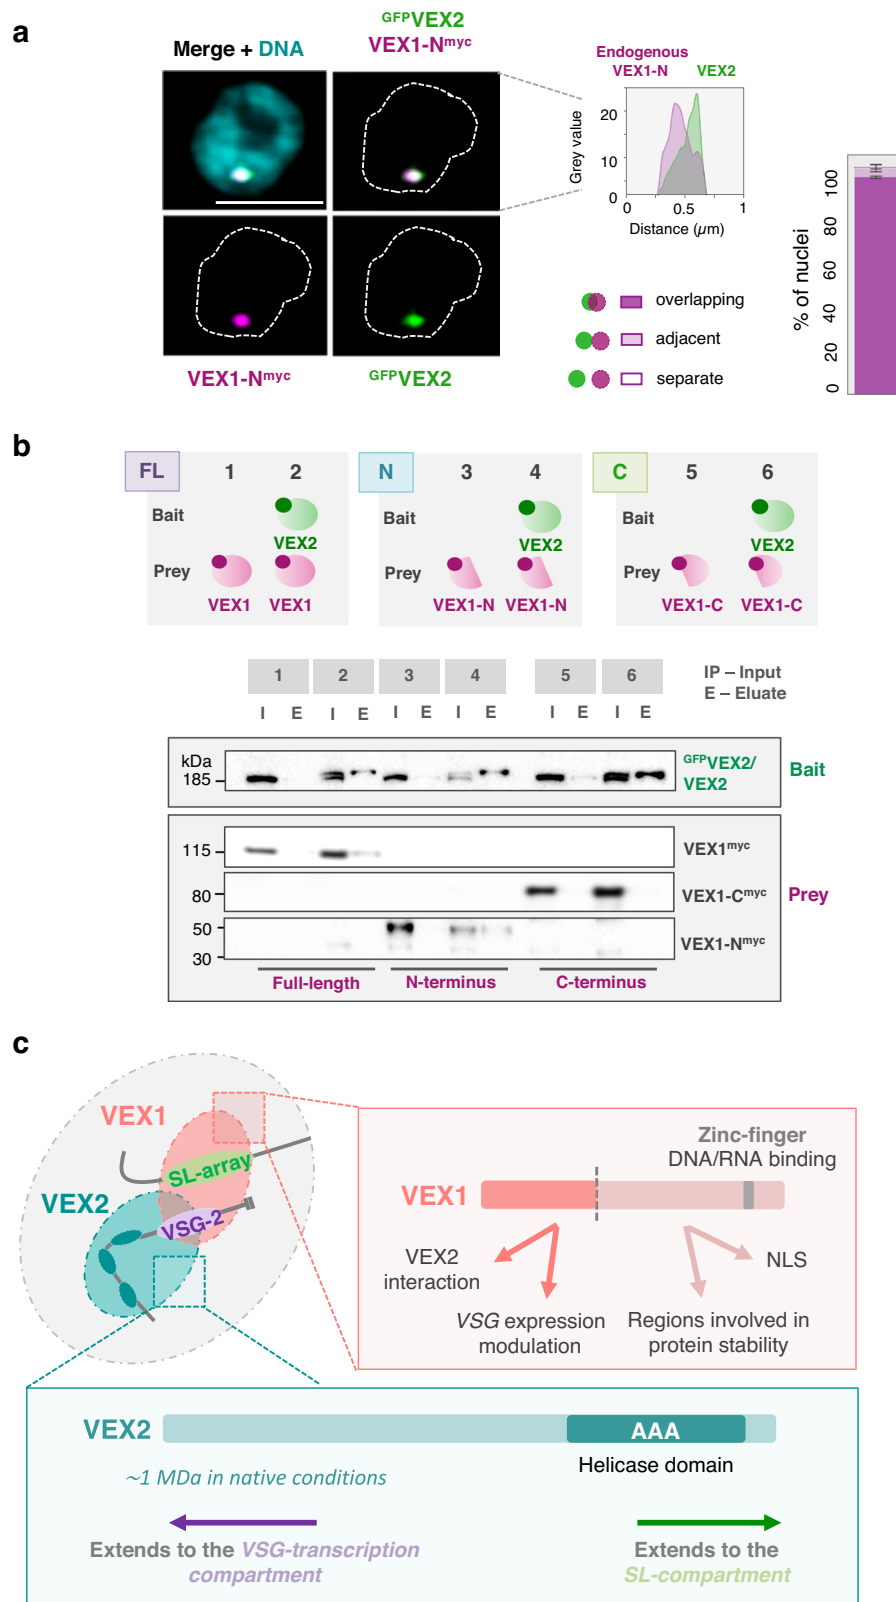 a
Merge + DNA
GFPVEX2
VEX1-Nmyc
VEX1-Nmyc
GFPVEX2
Endogenous
VEX1-N VEX2
Grey value
20
10
0
0 0.5 1
Distance (µm)
overlapping
adjacent
separate
% of nuclei
100
80
60
40
20
0
b
FL 1 2
Bait
VEX2
Prey
VEX1 VEX1
N 3 4
Bait
VEX2
Prey
VEX1-N VEX1-N
C 5 6
Bait
VEX2
Prey
VEX1-C VEX1-C
1 2 3 4 5 6
I E I E I E I E I E I E
IP – Input
E – Eluate
kDa
185
GFPVEX2/
VEX2
Bait
115
VEX1myc
80
VEX1-Cmyc
Prey
50
30
VEX1-Nmyc
Full-length N-terminus C-terminus
c
VEX1
SL-array
VEX2
VSG-2
Zinc-finger
DNA/RNA binding
VEX1
VEX2
interaction
VSG expression
modulation
NLS
Regions involved in
protein stability
VEX2
AAA
Helicase domain
~1 MDa in native conditions
Extends to the VSG-transcription
compartment
Extends to the
SL-compartment